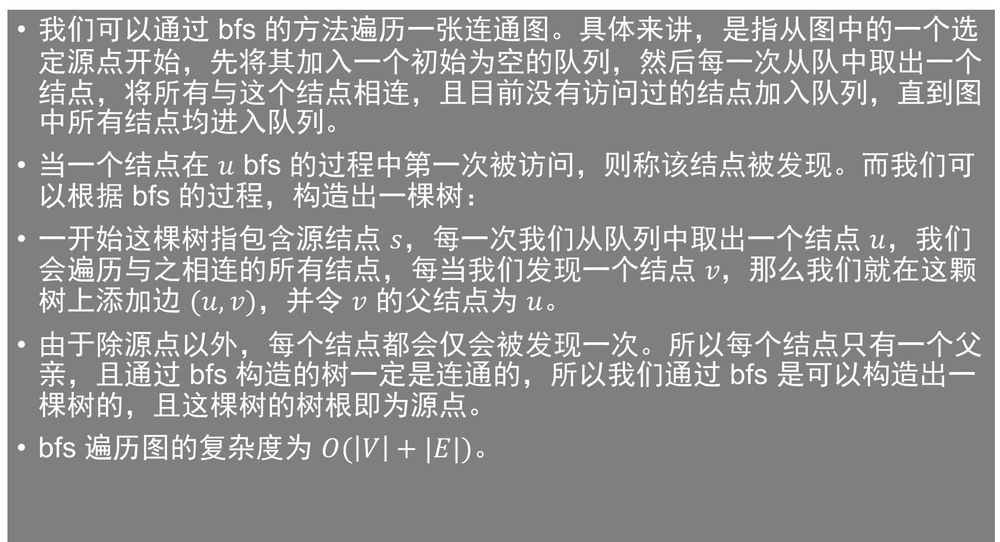 • 我们可以通过 bfs 的方法遍历一张连通图。具体来讲，是指从图中的一个选
定源点开始，先将其加入一个初始为空的队列，然后每一次从队中取出一个
结点，将所有与这个结点相连，且目前没有访问过的结点加入队列，直到图
中所有结点均进入队列。
• 当一个结点在 u bfs 的过程中第一次被访问，则称该结点被发现。而我们可
以根据 bfs 的过程，构造出一棵树：
• 一开始这棵树指包含源结点 s，每一次我们从队列中取出一个结点 u，我们
会遍历与之相连的所有结点，每当我们发现一个结点 v，那么我们就在这颗
树上添加边 (u, v)，并令 v 的父结点为 u。
• 由于除源点以外，每个结点都会仅会被发现一次。所以每个结点只有一个父
亲，且通过 bfs 构造的树一定是连通的，所以我们通过 bfs 是可以构造出一
棵树的，且这棵树的树根即为源点。
• bfs 遍历图的复杂度为 O(|V| + |E|)。